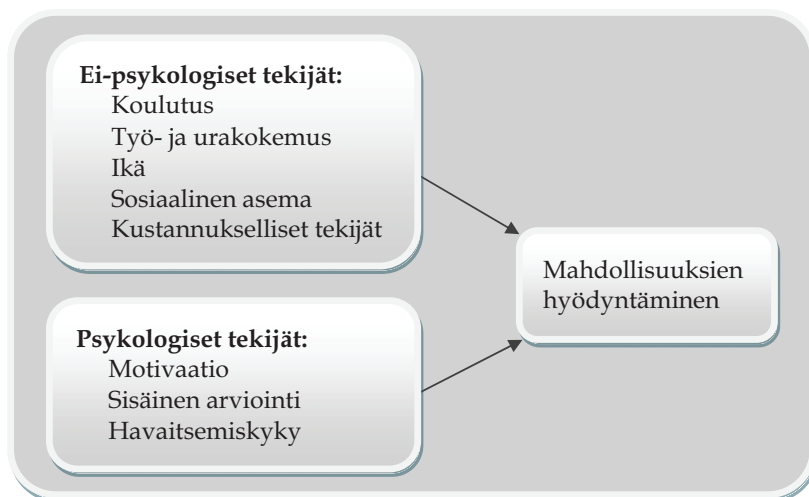 Ei-psykologiset tekijät:
Koulutus
Työ- ja urakokemus
Ikä
Sosiaalinen asema
Kustannukselliset tekijät
Psykologiset tekijät:
Motivaatio
Sisäinen arviointi
Havaitsemiskyky
Mahdollisuuksien
hyödyntäminen